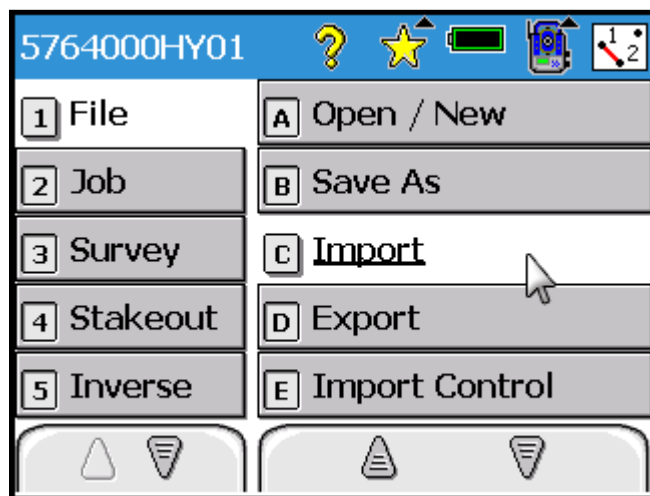 5764000HY01
1 2
1 File
2 Job
3 Survey
4 Stakeout
5 Inverse
A Open / New
B Save As
C Import
D Export
E Import Control